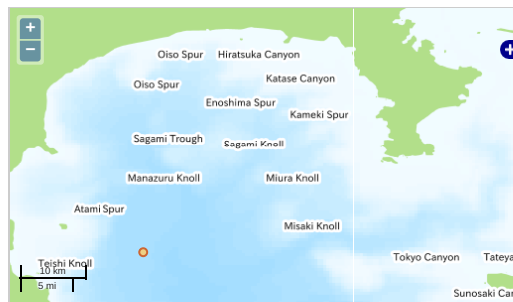 +
Oiso Spur
Hiratsuka Canyon
−
Katase Canyon
Oiso Spur
Enoshima Spur
Kameki Spur
Sagami Trough
Sagami Knoll
Manazuru Knoll
Miura Knoll
Atami Spur
Misaki Knoll
Tokyo Canyon
Tateya
Teishi Knoll
10 km
5 mi
Sunosaki Ca